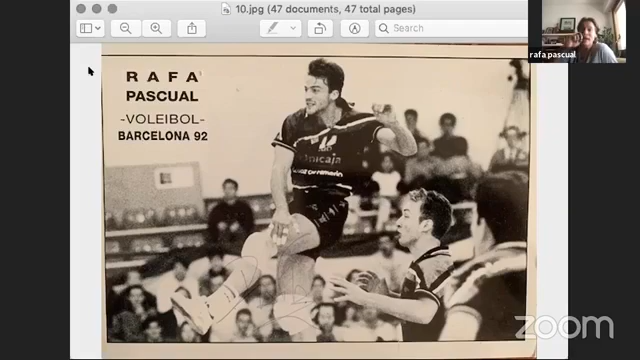 10.jpg (47 documents, 47 total pages)
Search
rafa pascual
RAFA
PASCUAL
-VOLEIBOL-
BARCELONA 92
Unicaja
zoom